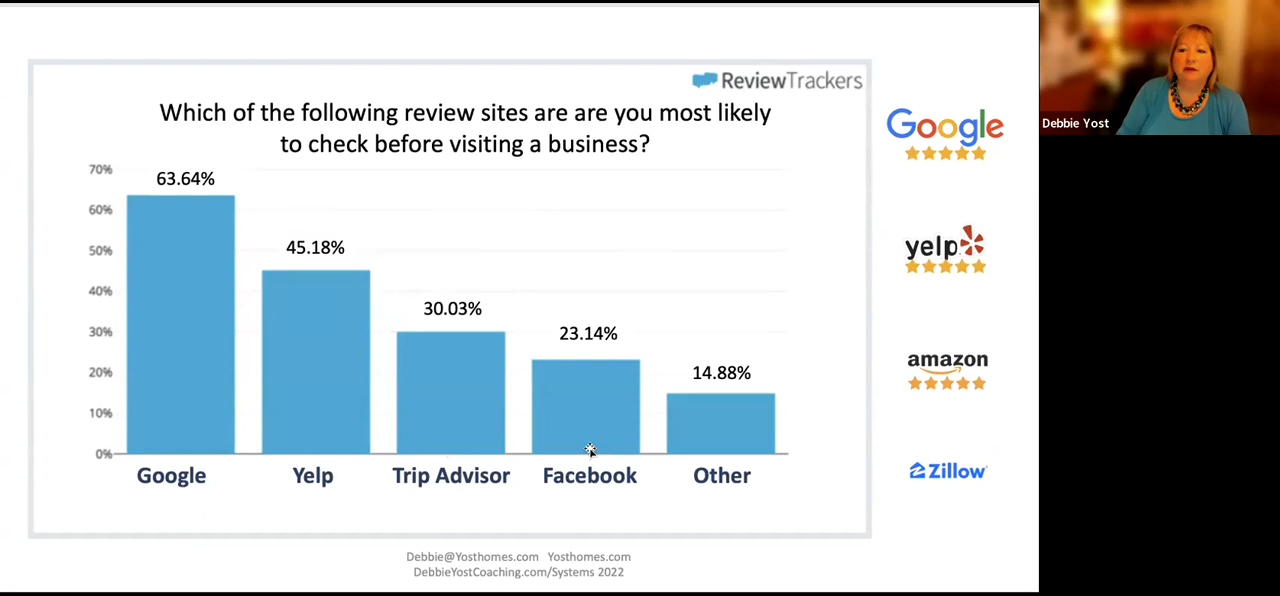 ReviewTrackers
Which of the following review sites are are you most likely
to check before visiting a business?
70%
60%
50%
40%
30%
20%
10%
0%
63.64%
45.18%
30.03%
23.14%
14.88%
Google
Yelp
Trip Advisor
Facebook
Other
Google
yelp
amazon
Zillow
Debbie@Yosthomes.com Yosthomes.com
DebbieYostCoaching.com/Systems 2022
Debbie Yost